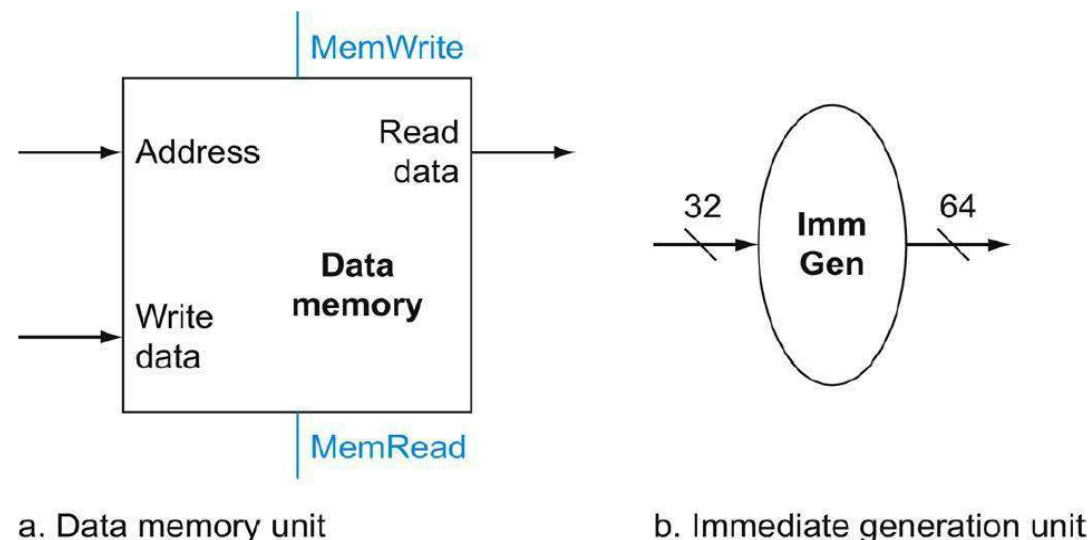 MemWrite
Address
Read
data
Data
memory
Write
data
MemRead
32
Imm
Gen
64
a. Data memory unit
b. Immediate generation unit